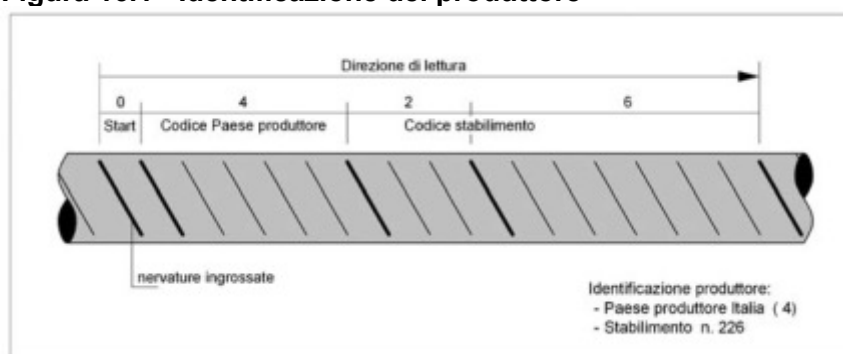 Direzione di lettura
0 4 2 6
Start Codice Paese produttore Codice stabilimento
nervature ingrossate
Identificazione produttore:
- Paese produttore Italia ( 4)
- Stabilimento n. 226